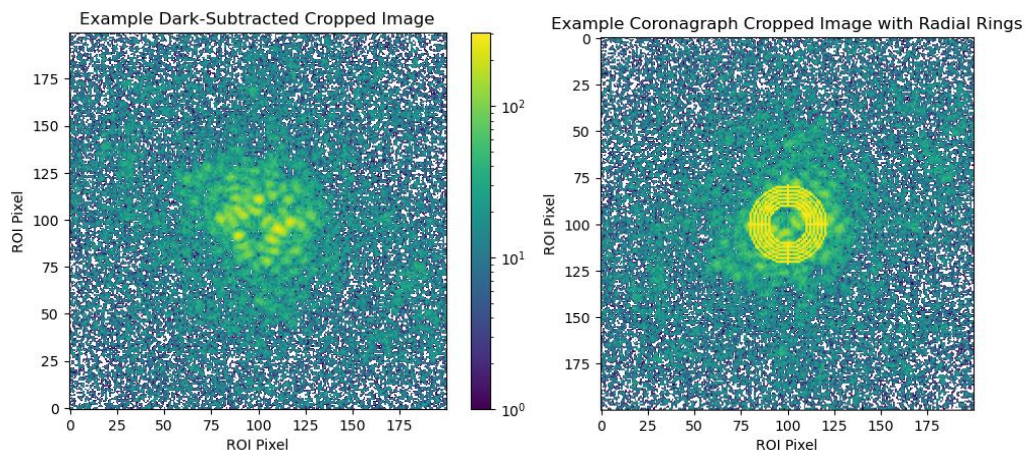 Example Dark-Subtracted Cropped Image
175
150
125
100
75
50
25
0
0 25 50 75 100 125 150 175
ROI Pixel
ROI Pixel
10²
10¹
10⁰
Example Coronagraph Cropped Image with Radial Rings
0
25
50
75
100
125
150
175
0 25 50 75 100 125 150 175
ROI Pixel
ROI Pixel